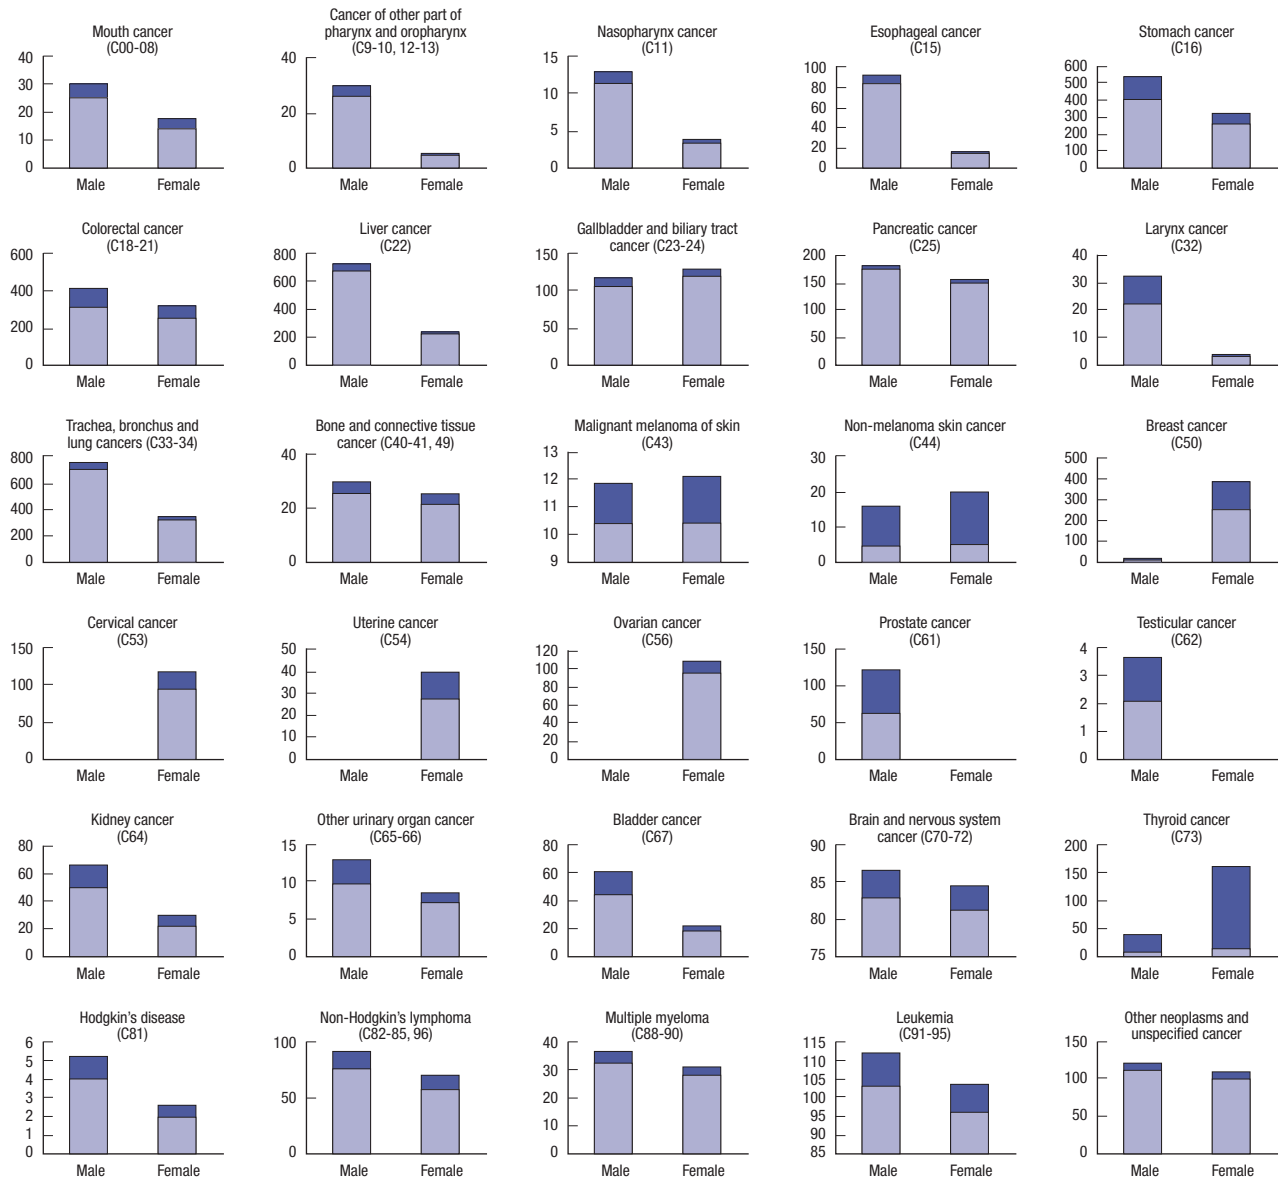 Mouth cancer
(C00-08)
40
30
20
10
0
Male Female
Cancer of other part of
pharynx and oropharynx
(C9-10, 12-13)
40
20
0
Male Female
Nasopharynx cancer
(C11)
15
10
5
0
Male Female
Esophageal cancer
(C15)
100
80
60
40
20
0
Male Female
Stomach cancer
(C16)
600
500
400
300
200
100
0
Male Female
Colorectal cancer
(C18-21)
600
400
200
0
Male Female
Liver cancer
(C22)
800
600
400
200
0
Male Female
Gallbladder and biliary tract
cancer (C23-24)
150
100
50
0
Male Female
Pancreatic cancer
(C25)
200
150
100
50
0
Male Female
Larynx cancer
(C32)
40
30
20
10
0
Male Female
Trachea, bronchus and
lung cancers (C33-34)
800
600
400
200
0
Male Female
Bone and connective tissue
cancer (C40-41, 49)
40
20
0
Male Female
Malignant melanoma of skin
(C43)
13
12
11
10
9
Male Female
Non-melanoma skin cancer
(C44)
30
20
10
0
Male Female
Breast cancer
(C50)
500
400
300
200
100
0
Male Female
Cervical cancer
(C53)
150
100
50
0
Male Female
Uterine cancer
(C54)
50
40
30
20
10
0
Male Female
Ovarian cancer
(C56)
120
100
80
60
40
20
0
Male Female
Prostate cancer
(C61)
150
100
50
0
Male Female
Testicular cancer
(C62)
4
3
2
1
0
Male Female
Kidney cancer
(C64)
80
60
40
20
0
Male Female
Other urinary organ cancer
(C65-66)
15
10
5
0
Male Female
Bladder cancer
(C67)
80
60
40
20
0
Male Female
Brain and nervous system
cancer (C70-72)
90
85
80
75
Male Female
Thyroid cancer
(C73)
200
150
100
50
0
Male Female
Hodgkin’s disease
(C81)
6
5
4
3
2
1
0
Male Female
Non-Hodgkin’s lymphoma
(C82-85, 96)
100
50
0
Male Female
Multiple myeloma
(C88-90)
40
30
20
10
0
Male Female
Leukemia
(C91-95)
115
110
105
100
95
90
85
Male Female
Other neoplasms and
unspecified cancer
150
100
50
0
Male Female